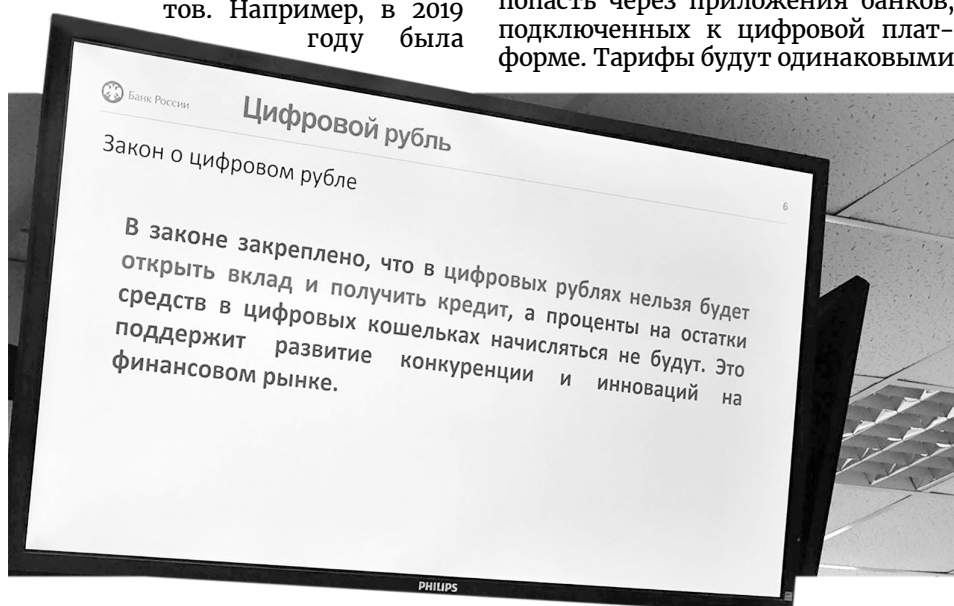 тов. Например, в 2019
году была
попасть через приложения банков,
подключенных к цифровой плат-
форме. Тарифы будут одинаковыми
Банк России
Цифровой рубль
Закон о цифровом рубле
6
В законе закреплено, что в цифровых рублях нельзя будет
открыть вклад и получить кредит, а проценты на остатки
средств в цифровых кошельках начисляться не будут. Это
поддержит развитие конкуренции и инноваций на
финансовом рынке.
PHILIPS